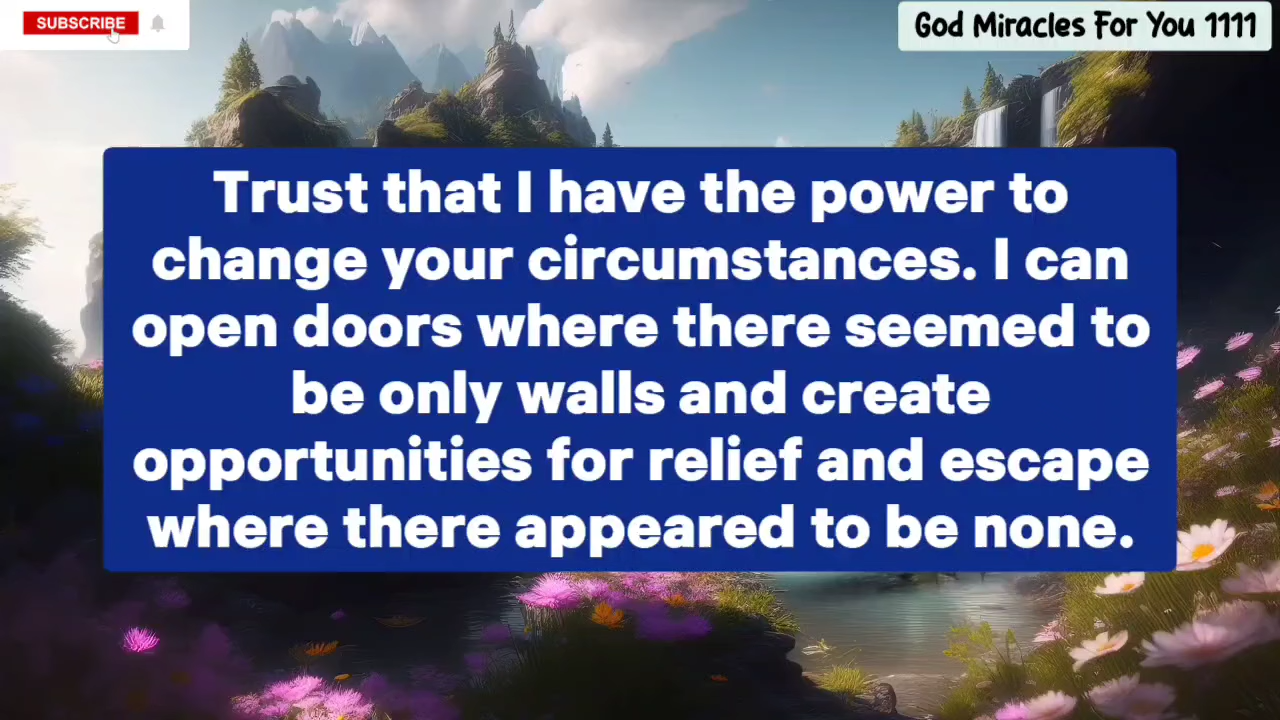 SUBSCRIBE
God Miracles For You 1111
Trust that I have the power to
change your circumstances. I can
open doors where there seemed to
be only walls and create
opportunities for relief and escape
where there appeared to be none.